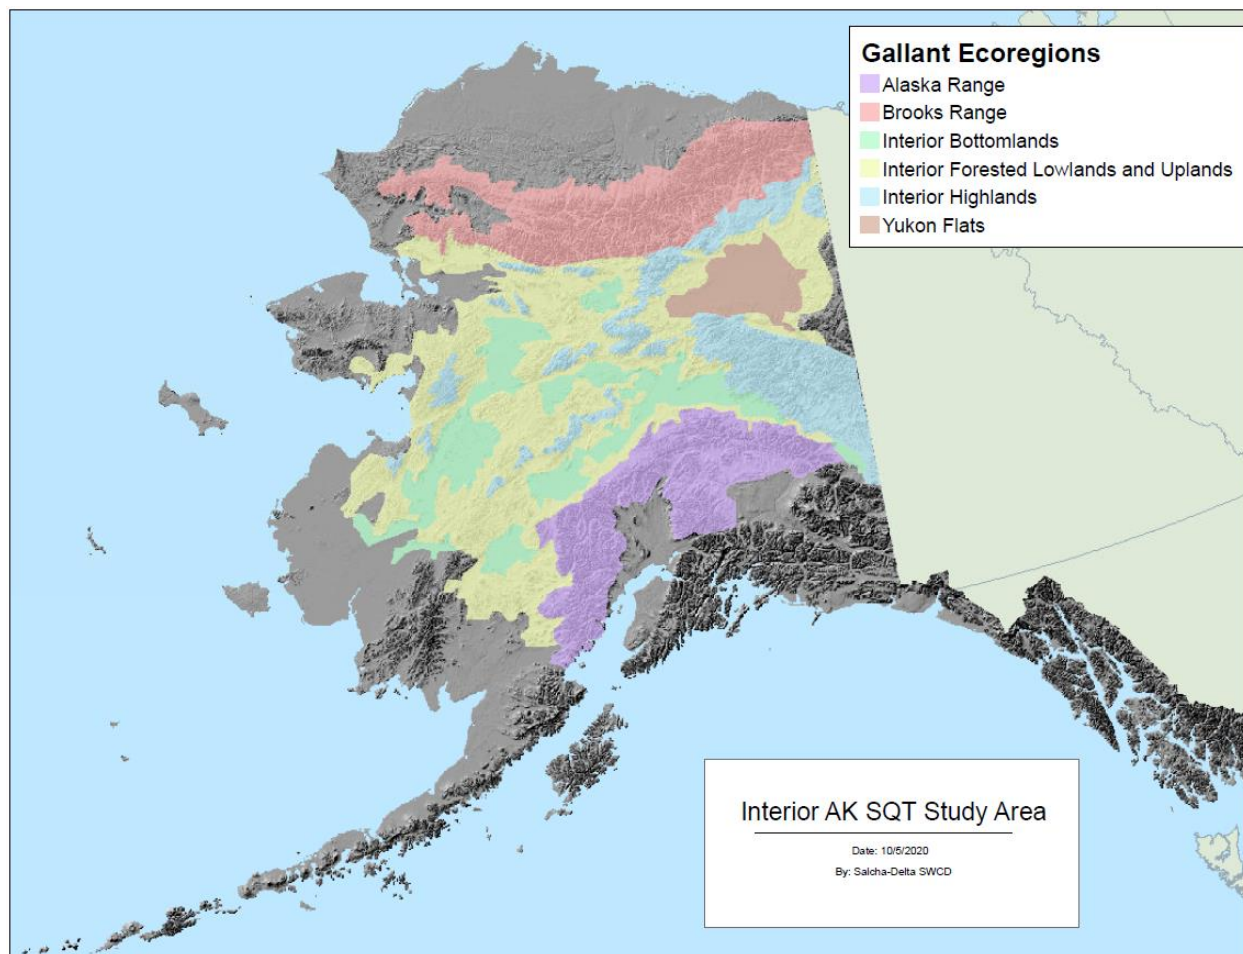 Gallant Ecoregions
Alaska Range
Brooks Range
Interior Bottomlands
Interior Forested Lowlands and Uplands
Interior Highlands
Yukon Flats
Interior AK SQT Study Area
Date: 10/5/2020
By: Salcha-Delta SWCD